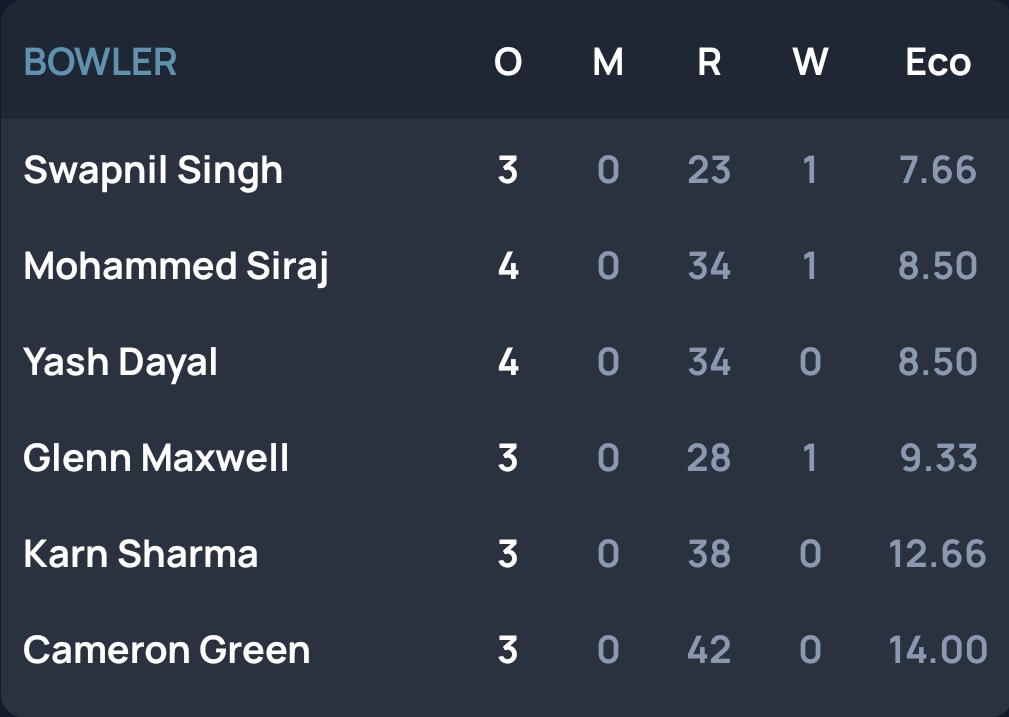 BOWLER O M R W Eco
Swapnil Singh 3 0 23 1 7.66
Mohammed Siraj 4 0 34 1 8.50
Yash Dayal 4 0 34 0 8.50
Glenn Maxwell 3 0 28 1 9.33
Karn Sharma 3 0 38 0 12.66
Cameron Green 3 0 42 0 14.00